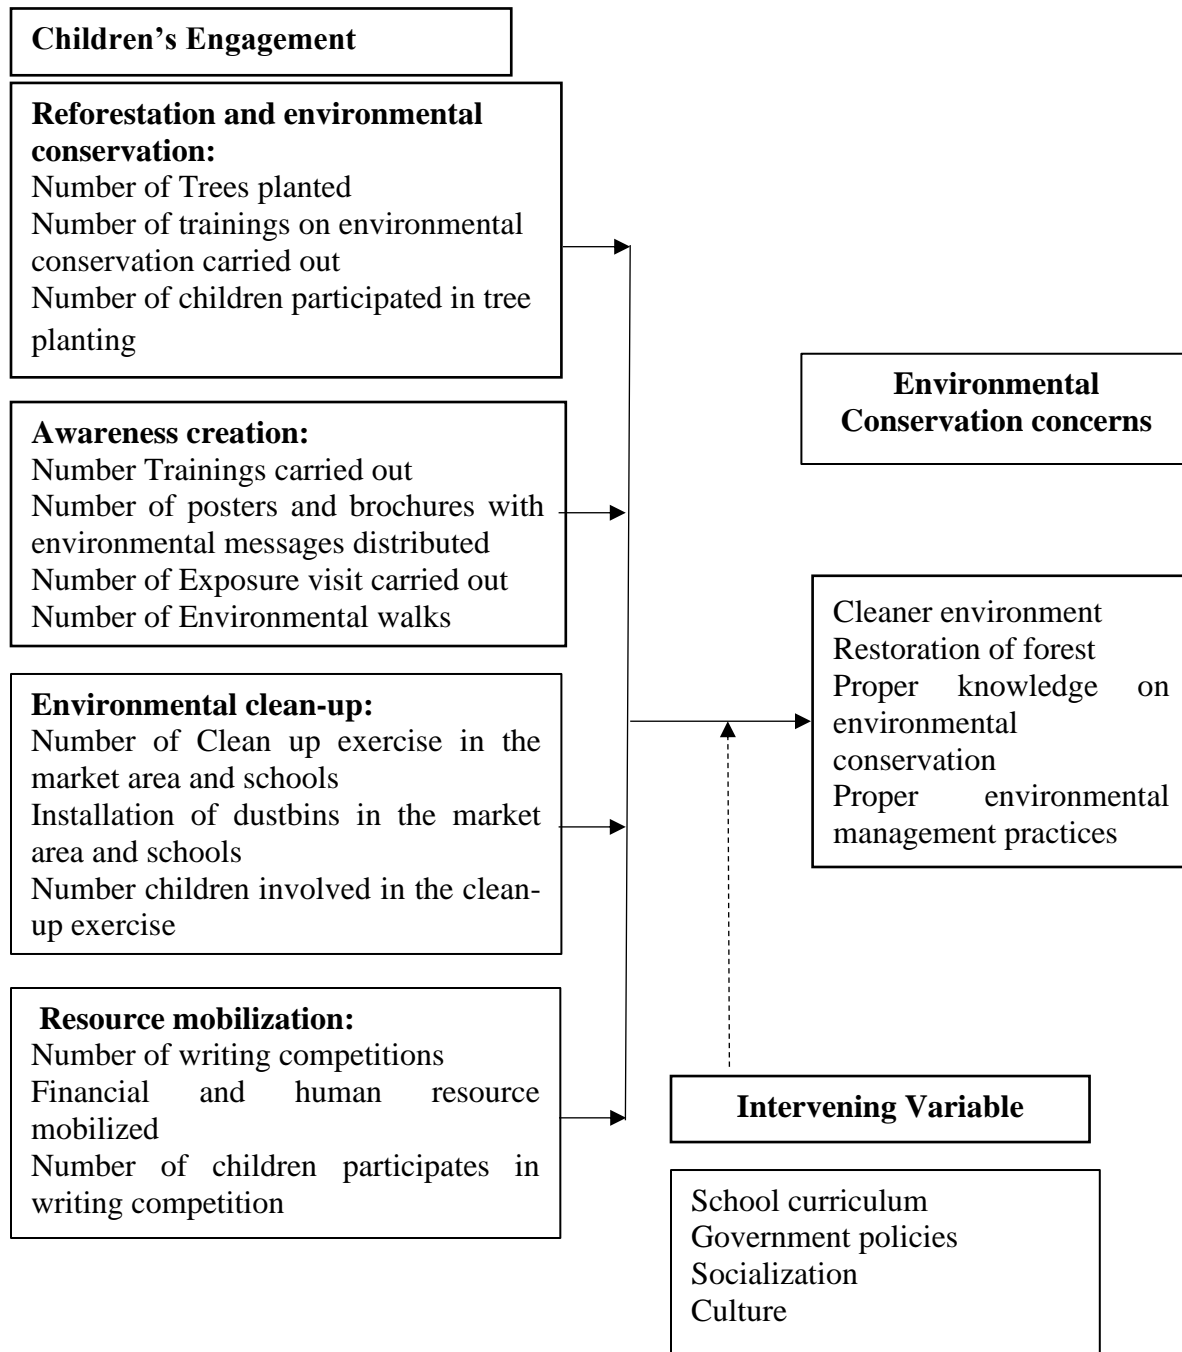 Children’s Engagement
Reforestation and environmental
conservation:
Number of Trees planted
Number of trainings on environmental
conservation carried out
Number of children participated in tree
planting
Awareness creation:
Number Trainings carried out
Number of posters and brochures with
environmental messages distributed
Number of Exposure visit carried out
Number of Environmental walks
Environmental clean-up:
Number of Clean up exercise in the
market area and schools
Installation of dustbins in the market
area and schools
Number children involved in the clean-
up exercise
Resource mobilization:
Number of writing competitions
Financial and human resource
mobilized
Number of children participates in
writing competition
Environmental
Conservation concerns
Cleaner environment
Restoration of forest
Proper knowledge on
environmental
conservation
Proper environmental
management practices
Intervening Variable
School curriculum
Government policies
Socialization
Culture